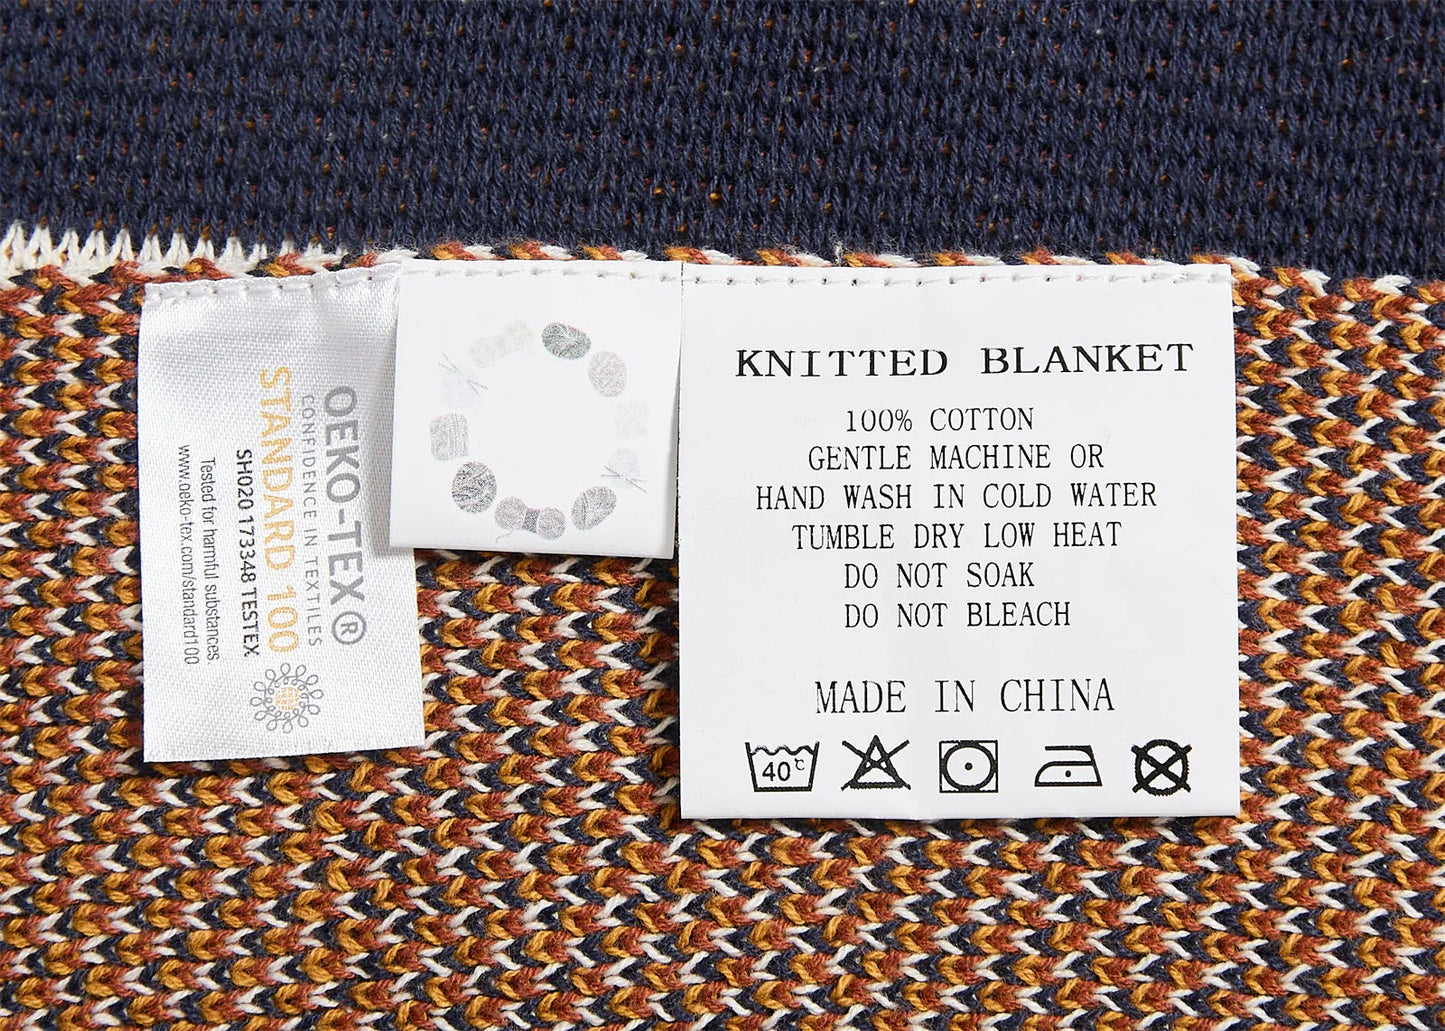 OEKO-TEX®
CONFIDENCE IN TEXTILES
STANDARD 100
SH020 173348 TESTEX
Tested for harmful substances
www.oeko-tex.com/standard100
KNITTED BLANKET
100% COTTON
GENTLE MACHINE OR
HAND WASH IN COLD WATER
TUMBLE DRY LOW HEAT
DO NOT SOAK
DO NOT BLEACH
MADE IN CHINA
40℃